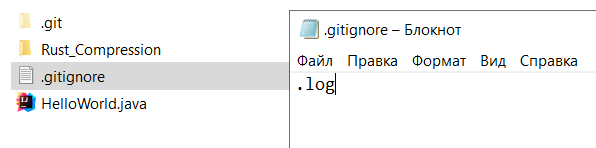 .git
Rust_Compression
.gitignore
HelloWorld.java
.gitignore – Блокнот
Файл Правка Формат Вид Справка
.log